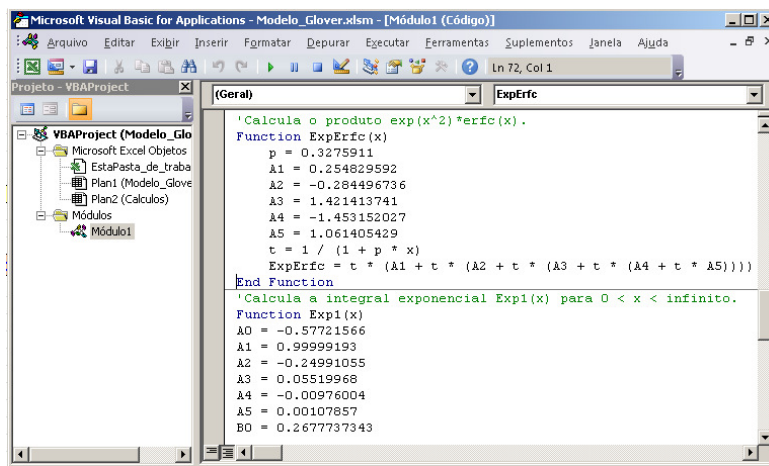 Microsoft Visual Basic for Applications - Modelo_Glover.xlsm - [Módulo1 (Código)]
Arquivo Editar Exibir Inserir Formatar Depurar Executar Ferramentas Suplementos Janela Ajuda
Ln 72, Col 1
Projeto - VBAProject
VBAProject (Modelo_Glo
Microsoft Excel Objetos
EstaPasta_de_traba
Plan1 (Modelo_Glove
Plan2 (Calculos)
Módulos
Módulo1
(Geral)
ExpErfc
'Calcula o produto exp(x^2)*erfc(x).
Function ExpErfc(x)
p = 0.3275911
A1 = 0.254829592
A2 = -0.284496736
A3 = 1.421413741
A4 = -1.453152027
A5 = 1.061405429
t = 1 / (1 + p * x)
ExpErfc = t * (A1 + t * (A2 + t * (A3 + t * (A4 + t * A5))))
End Function
'Calcula a integral exponencial Exp1(x) para 0 < x < infinito.
Function Exp1(x)
A0 = -0.57721566
A1 = 0.99999193
A2 = -0.24991055
A3 = 0.05519968
A4 = -0.00976004
A5 = 0.00107857
B0 = 0.2677737343